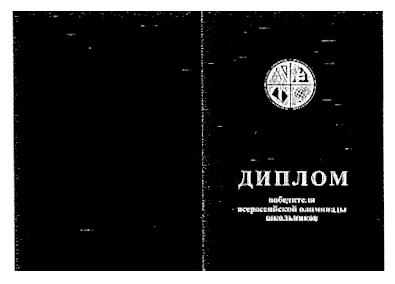 ДИПЛОМ
победителя
всероссийской олимпиады
школьников